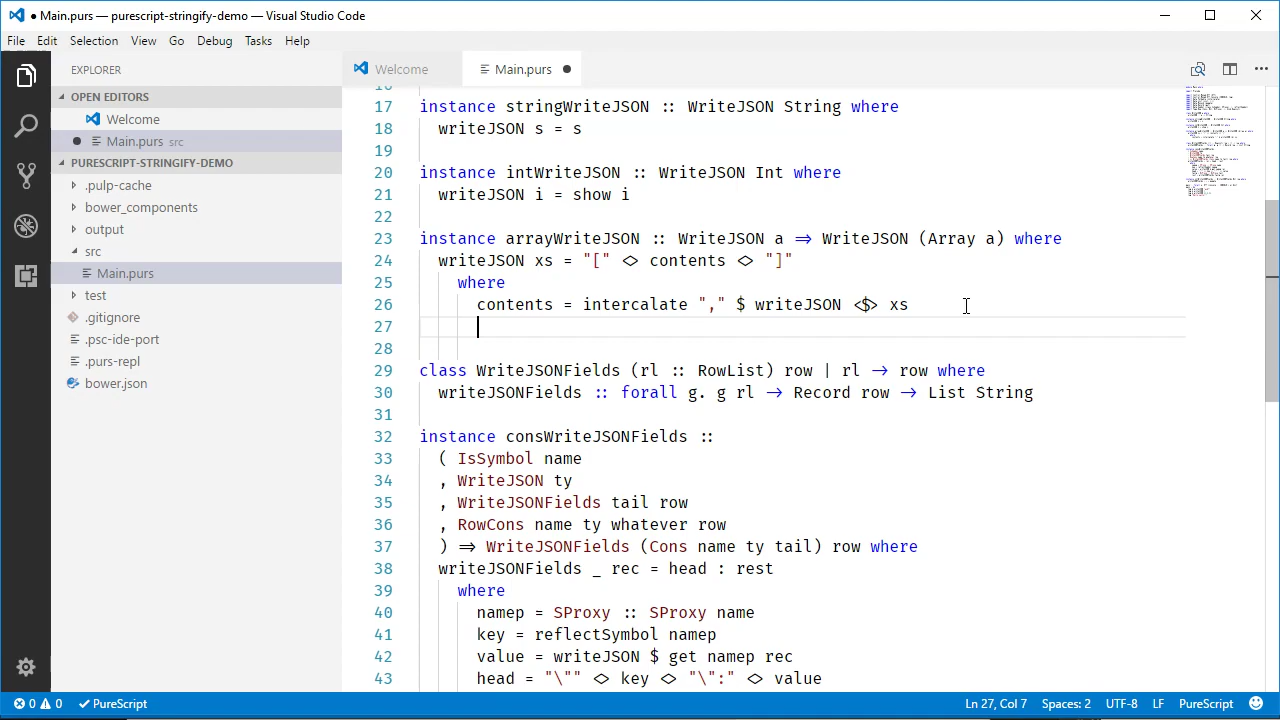 ● Main.purs — purescript-stringify-demo — Visual Studio Code
File Edit Selection View Go Debug Tasks Help
EXPLORER
OPEN EDITORS
Welcome
Main.purs src
PURESCRIPT-STRINGIFY-DEMO
.pulp-cache
bower_components
output
src
Main.purs
test
.gitignore
.psc-ide-port
.purs-repl
bower.json
Welcome
Main.purs
17 instance stringWriteJSON :: WriteJSON String where
18 writeJSON s = s
19
20 instance intWriteJSON :: WriteJSON Int where
21 writeJSON i = show i
22
23 instance arrayWriteJSON :: WriteJSON a => WriteJSON (Array a) where
24 writeJSON xs = "[" <> contents <> "]"
25 where
26 contents = intercalate "," $ writeJSON <$> xs
27
28
29 class WriteJSONFields (rl :: RowList) row | rl -> row where
30 writeJSONFields :: forall g. g rl -> Record row -> List String
31
32 instance consWriteJSONFields ::
33 ( IsSymbol name
34 , WriteJSON ty
35 , WriteJSONFields tail row
36 , RowCons name ty whatever row
37 ) => WriteJSONFields (Cons name ty tail) row where
38 writeJSONFields _ rec = head : rest
39 where
40 namep = SProxy :: SProxy name
41 key = reflectSymbol namep
42 value = writeJSON $ get namep rec
43 head = "\"" <> key <> "\":" <> value
0 0 PureScript Ln 27, Col 7 Spaces: 2 UTF-8 LF PureScript